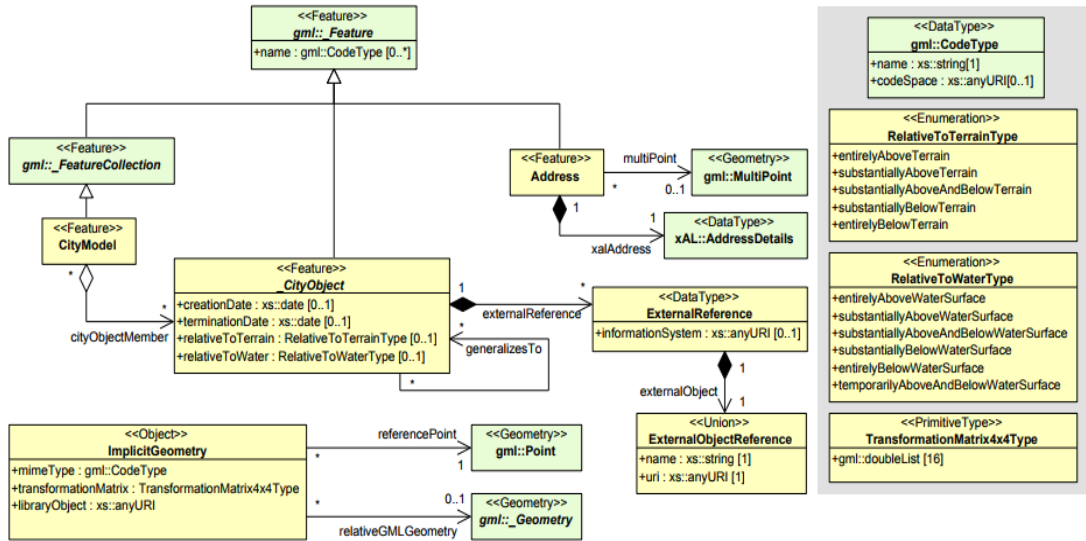 <<Feature>>
gml::_Feature
+name : gml::CodeType [0..*]
<<Feature>>
gml::_FeatureCollection
<<Feature>>
CityModel
*
*
cityObjectMember
<<Feature>>
Address
multiPoint
*
0..1
<<Geometry>>
gml::MultiPoint
1
1
xalAddress
<<DataType>>
xAL::AddressDetails
<<Feature>>
_CityObject
+creationDate : xs::date [0..1]
+terminationDate : xs::date [0..1]
+relativeToTerrain : RelativeToTerrainType [0..1]
+relativeToWater : RelativeToWaterType [0..1]
1
*
externalReference
*
generalizesTo
*
<<DataType>>
ExternalReference
+informationSystem : xs::anyURI [0..1]
1
externalObject
1
<<Union>>
ExternalObjectReference
+name : xs::string [1]
+uri : xs::anyURI [1]
<<Object>>
ImplicitGeometry
+mimeType : gml::CodeType
+transformationMatrix : TransformationMatrix4x4Type
+libraryObject : xs::anyURI
referencePoint
*
1
<<Geometry>>
gml::Point
*
0..1
relativeGMLGeometry
<<Geometry>>
gml::_Geometry
<<DataType>>
gml::CodeType
+name : xs::string[1]
+codeSpace : xs::anyURI[0..1]
<<Enumeration>>
RelativeToTerrainType
+entirelyAboveTerrain
+substantiallyAboveTerrain
+substantiallyAboveAndBelowTerrain
+substantiallyBelowTerrain
+entirelyBelowTerrain
<<Enumeration>>
RelativeToWaterType
+entirelyAboveWaterSurface
+substantiallyAboveWaterSurface
+substantiallyAboveAndBelowWaterSurface
+substantiallyBelowWaterSurface
+entirelyBelowWaterSurface
+temporarilyAboveAndBelowWaterSurface
<<PrimitiveType>>
TransformationMatrix4x4Type
+gml::doubleList [16]